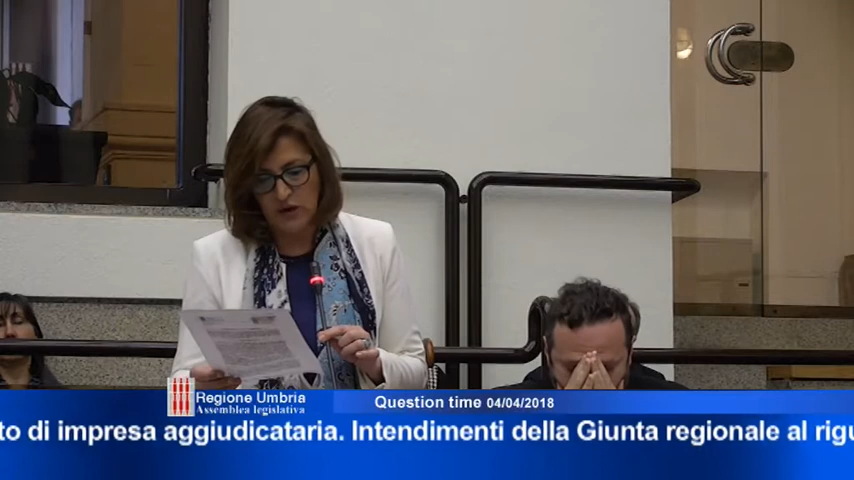 Regione Umbria
Assemblea legislativa
Question time 04/04/2018
to di impresa aggiudicataria. Intendimenti della Giunta regionale al rigu